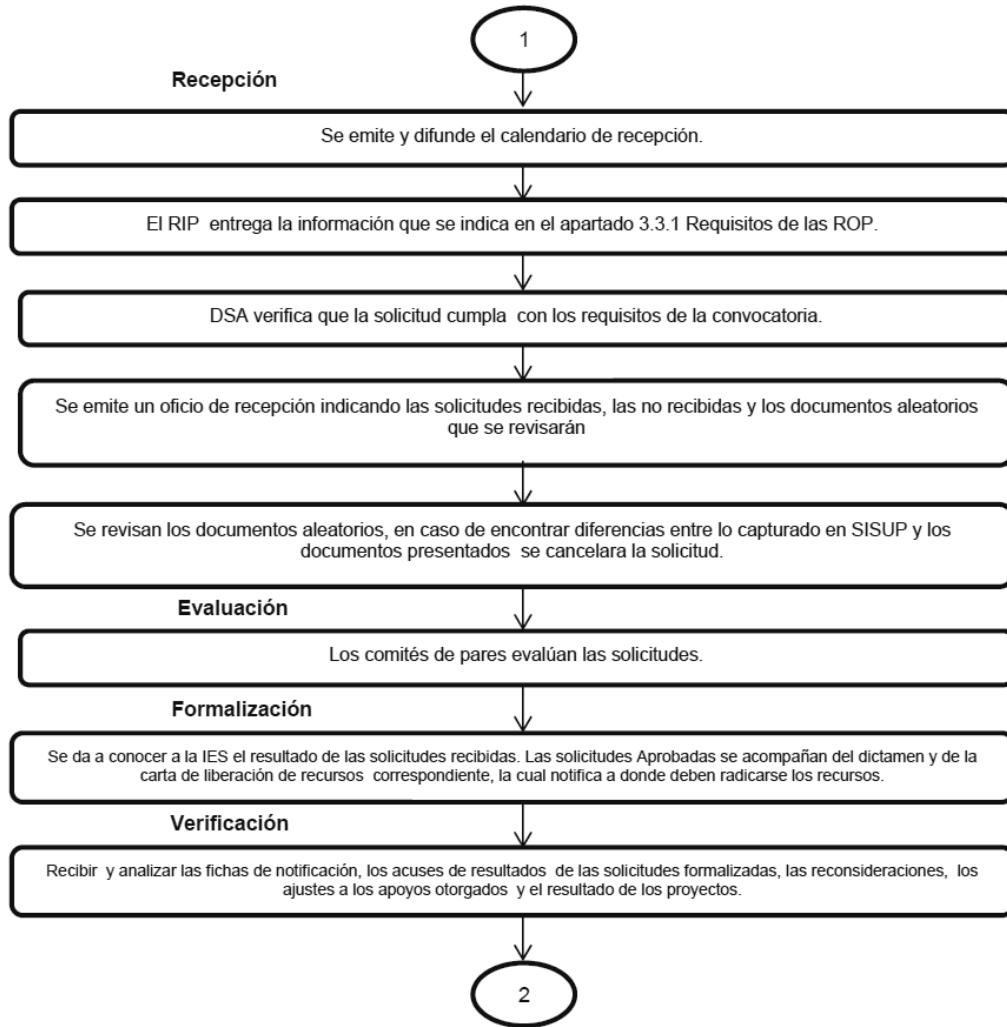 1
Recepción
Se emite y difunde el calendario de recepción.
El RIP entrega la información que se indica en el apartado 3.3.1 Requisitos de las ROP.
DSA verifica que la solicitud cumpla con los requisitos de la convocatoria.
Se emite un oficio de recepción indicando las solicitudes recibidas, las no recibidas y los documentos aleatorios
que se revisarán
Se revisan los documentos aleatorios, en caso de encontrar diferencias entre lo capturado en SISUP y los
documentos presentados se cancelara la solicitud.
Evaluación
Los comités de pares evalúan las solicitudes.
Formalización
Se da a conocer a la IES el resultado de las solicitudes recibidas. Las solicitudes Aprobadas se acompañan del dictamen y de la
carta de liberación de recursos correspondiente, la cual notifica a donde deben radicarse los recursos.
Verificación
Recibir y analizar las fichas de notificación, los acuses de resultados de las solicitudes formalizadas, las reconsideraciones, los
ajustes a los apoyos otorgados y el resultado de los proyectos.
2